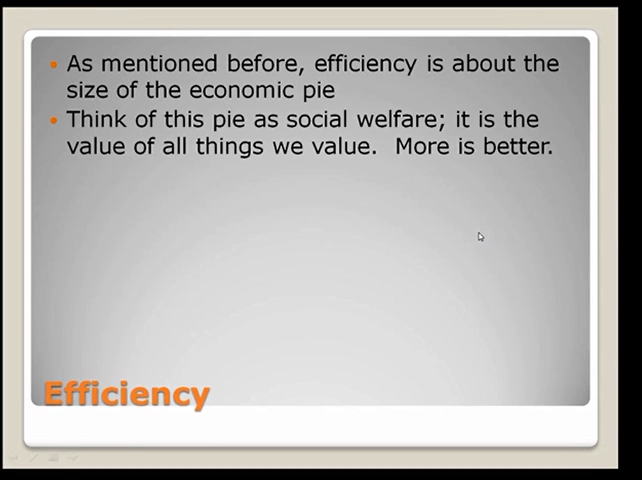 As mentioned before, efficiency is about the
size of the economic pie
Think of this pie as social welfare; it is the
value of all things we value.  More is better.
Efficiency